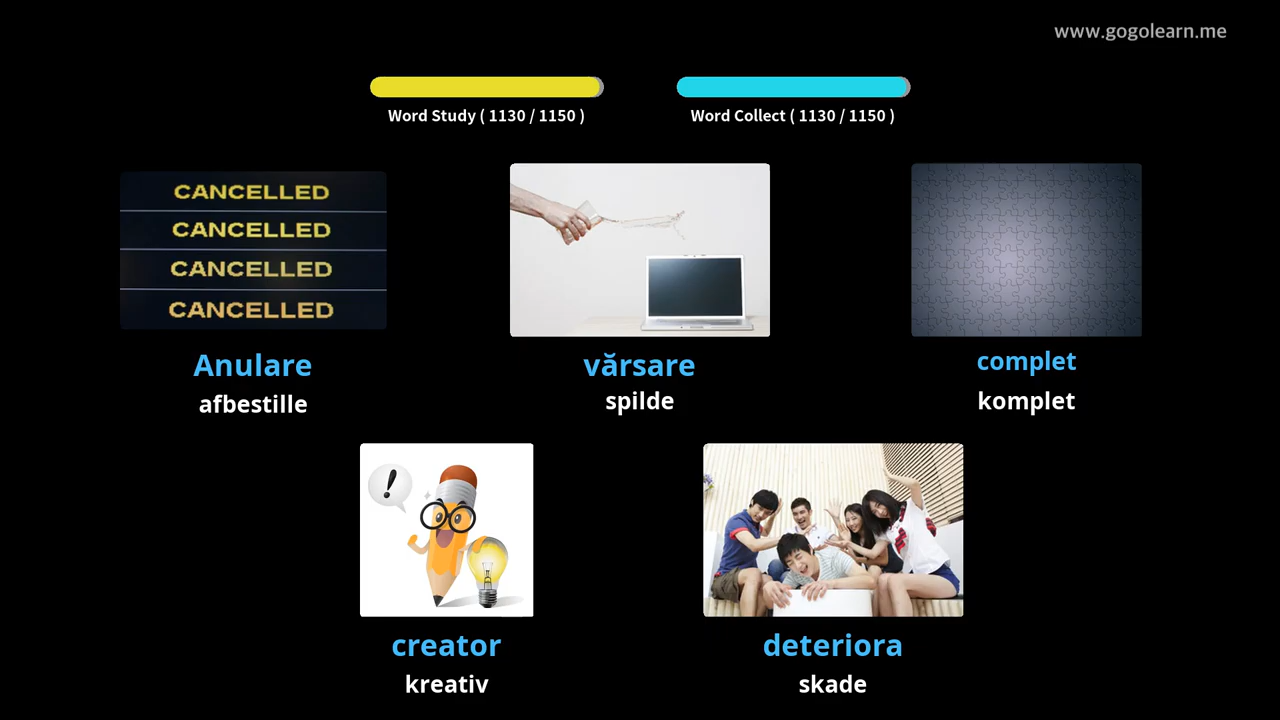 www.gogolearn.me
Word Study ( 1130 / 1150 )
Word Collect ( 1130 / 1150 )
CANCELLED
CANCELLED
CANCELLED
CANCELLED
Anulare
afbestille
vărsare
spilde
complet
komplet
!
creator
kreativ
deteriora
skade